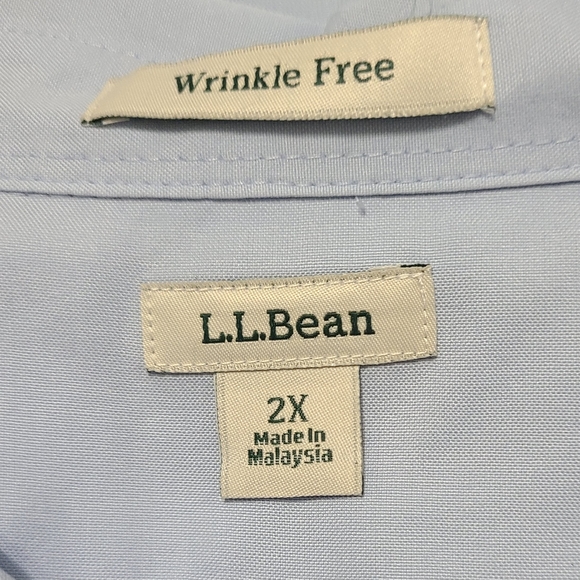 Wrinkle Free
L.L.Bean
2X
Made In
Malaysia